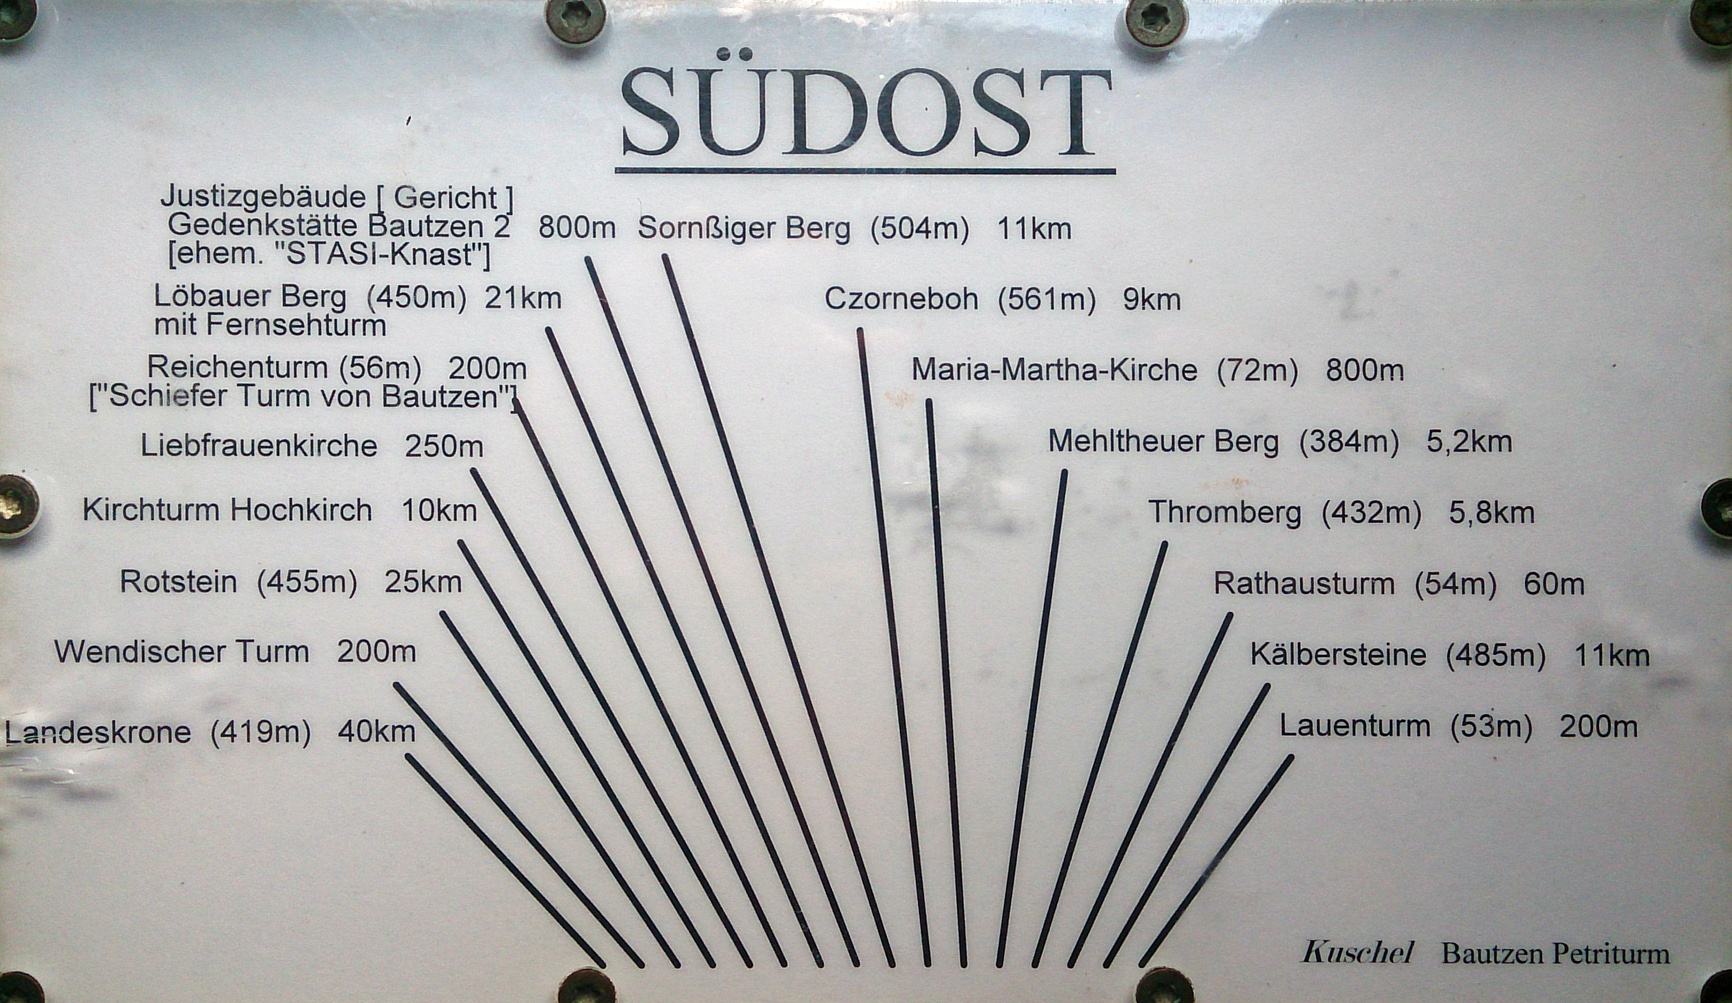 SÜDOST
Justizgebäude [ Gericht ]
Gedenkstätte Bautzen 2 800m
[ehem. "STASI-Knast"]
Sornßiger Berg (504m) 11km
Löbauer Berg (450m) 21km
mit Fernsehturm
Czorneboh (561m) 9km
Reichenturm (56m) 200m
["Schiefer Turm von Bautzen"]
Maria-Martha-Kirche (72m) 800m
Liebfrauenkirche 250m
Mehltheuer Berg (384m) 5,2km
Kirchturm Hochkirch 10km
Thromberg (432m) 5,8km
Rotstein (455m) 25km
Rathausturm (54m) 60m
Wendischer Turm 200m
Kälbersteine (485m) 11km
Landeskrone (419m) 40km
Lauenturm (53m) 200m
Kuschel Bautzen Petriturm